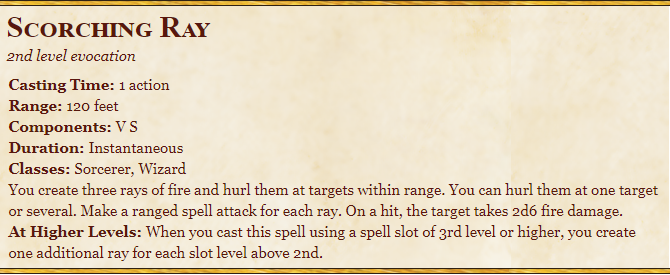 Scorching Ray
2nd level evocation
Casting Time: 1 action
Range: 120 feet
Components: V S
Duration: Instantaneous
Classes: Sorcerer, Wizard
You create three rays of fire and hurl them at targets within range. You can hurl them at one target
or several. Make a ranged spell attack for each ray. On a hit, the target takes 2d6 fire damage.
At Higher Levels: When you cast this spell using a spell slot of 3rd level or higher, you create
one additional ray for each slot level above 2nd.